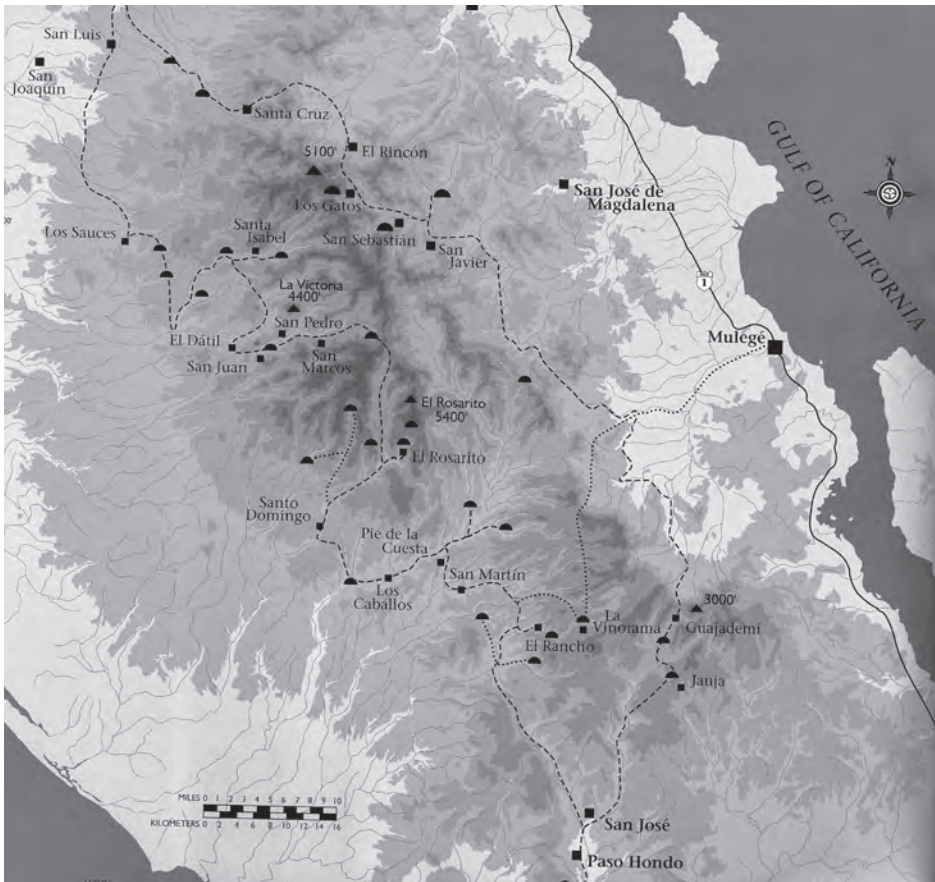 San Luis
San
Joaquín
Santa Cruz
5100'
El Rincón
Los Gatos
San José de
Magdalena
GULF OF CALIFORNIA
N
Los Sauces
Santa
Isabel
San Sebastián
San
Javier
1
La Victoria
4400'
San Pedro
El Dátil
San Juan
San
Marcos
Mulegé
El Rosarito
5400'
El Rosarito
Santo
Domingo
Pie de la
Cuesta
San Martín
Los
Caballos
La
Vinorama
3000'
Guajademí
El Rancho
Jauja
MILES 0 1 2 3 4 5 6 7 8 9 10
KILOMETERS 0 2 4 6 8 10 12 14 16
San José
Paso Hondo